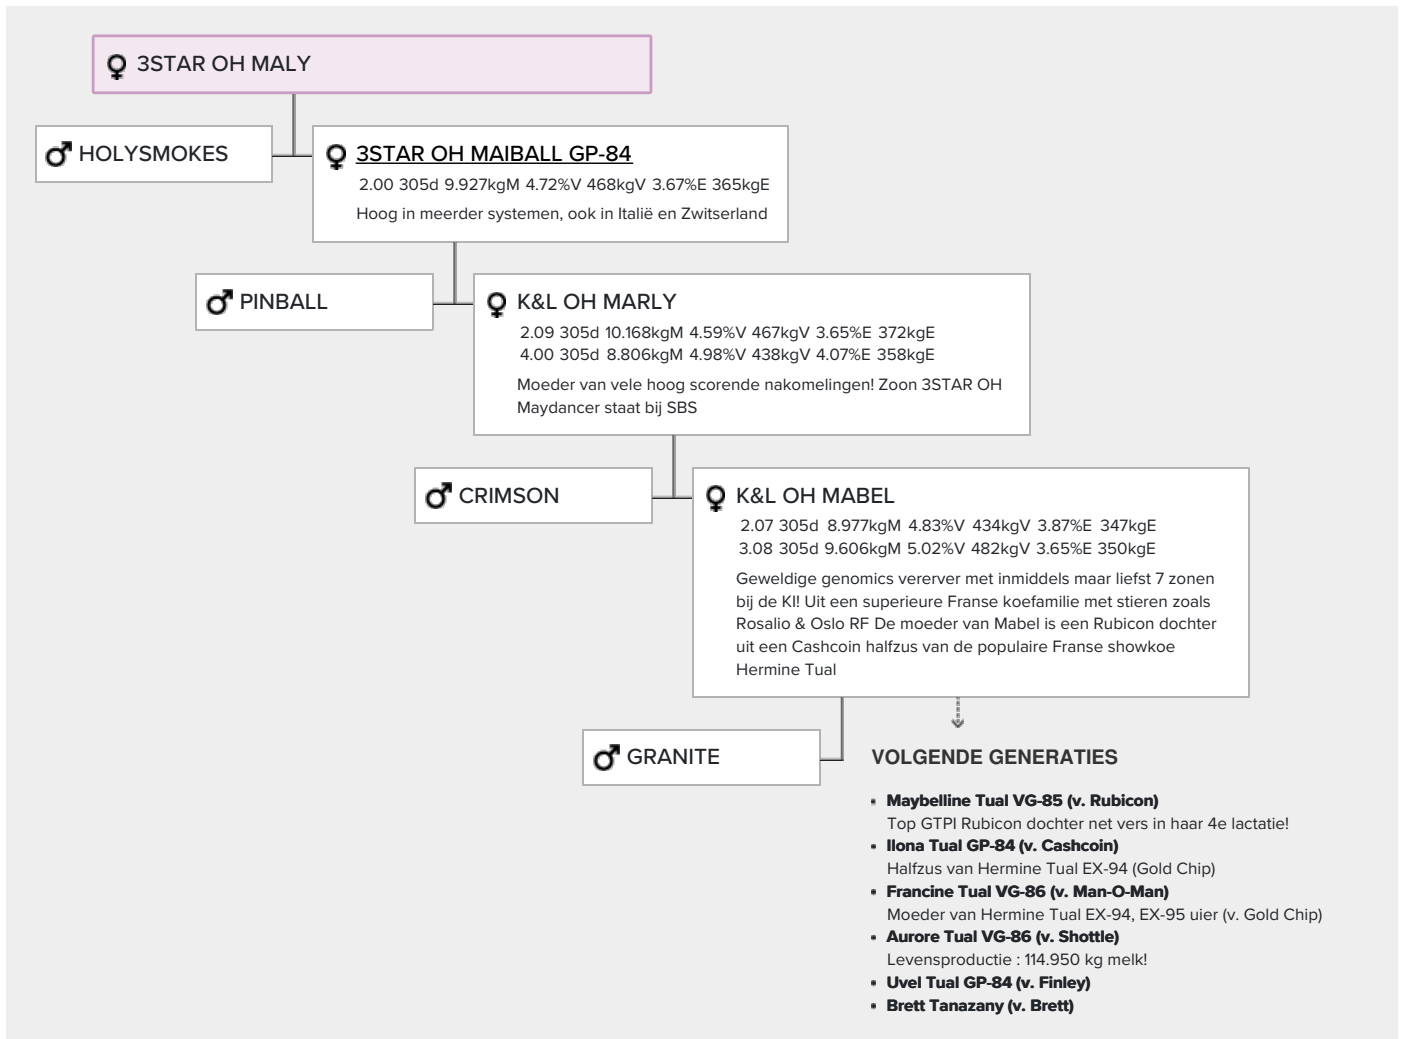 3STAR OH MALY
HOLYSMOKES
3STAR OH MAIBALL GP-84
2.00 305d 9.927kgM 4.72%V 468kgV 3.67%E 365kgE
Hoog in meerder systemen, ook in Italië en Zwitserland
PINBALL
K&L OH MARLY
2.09 305d 10.168kgM 4.59%V 467kgV 3.65%E 372kgE
4.00 305d 8.806kgM 4.98%V 438kgV 4.07%E 358kgE
Moeder van vele hoog scorende nakomelingen! Zoon 3STAR OH
Maydancer staat bij SBS
CRIMSON
K&L OH MABEL
2.07 305d 8.977kgM 4.83%V 434kgV 3.87%E 347kgE
3.08 305d 9.606kgM 5.02%V 482kgV 3.65%E 350kgE
Geweldige genomics vererver met inmiddels maar liefst 7 zonen
bij de KI! Uit een superieure Franse koefamilie met stieren zoals
Rosalio & Oslo RF De moeder van Mabel is een Rubicon dochter
uit een Cashcoin halfzus van de populaire Franse showkoe
Hermine Tual
GRANITE
VOLGENDE GENERATIES
▪ Maybelline Tual VG-85 (v. Rubicon)
Top GTPI Rubicon dochter net vers in haar 4e lactatie!
▪ Ilona Tual GP-84 (v. Cashcoin)
Halfzus van Hermine Tual EX-94 (Gold Chip)
▪ Francine Tual VG-86 (v. Man-O-Man)
Moeder van Hermine Tual EX-94, EX-95 uier (v. Gold Chip)
▪ Aurore Tual VG-86 (v. Shottle)
Levensproductie : 114.950 kg melk!
▪ Uvel Tual GP-84 (v. Finley)
▪ Brett Tanazany (v. Brett)